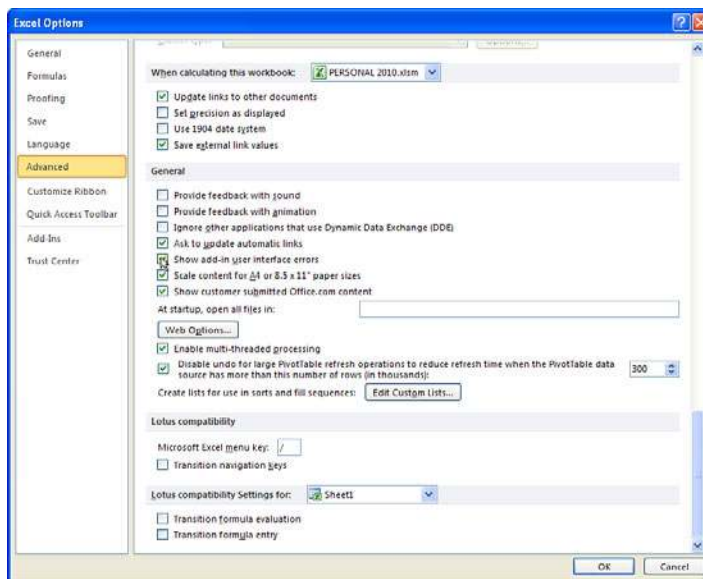 Excel Options
General
Formulas
Proofing
Save
Language
Advanced
Customize Ribbon
Quick Access Toolbar
Add-Ins
Trust Center
When calculating this workbook: PERSONAL 2010.xlsm
Update links to other documents
Set precision as displayed
Use 1904 date system
Save external link values
General
Provide feedback with sound
Provide feedback with animation
Ignore other applications that use Dynamic Data Exchange (DDE)
Ask to update automatic links
Show add-in user interface errors
Scale content for A4 or 8.5 x 11" paper sizes
Show customer submitted Office.com content
At startup, open all files in:
Web Options...
Enable multi-threaded processing
Disable undo for large PivotTable refresh operations to reduce refresh time when the PivotTable data 300
source has more than this number of rows (in thousands):
Create lists for use in sorts and fill sequences: Edit Custom Lists...
Lotus compatibility
Microsoft Excel menu key: /
Transition navigation keys
Lotus compatibility Settings for: Sheet1
Transition formula evaluation
Transition formula entry
OK Cancel